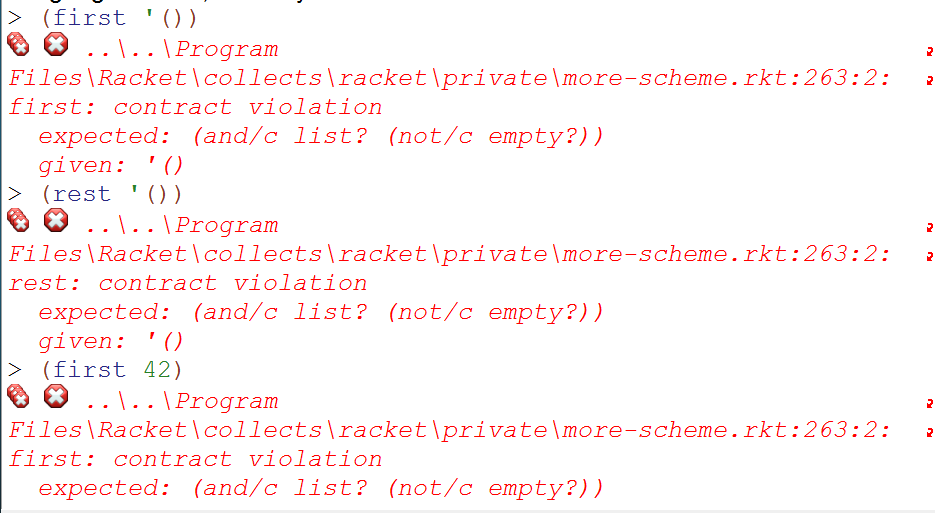 > (first '())
..\..\Program
Files\Racket\collects\racket\private\more-scheme.rkt:263:2:
first: contract violation
expected: (and/c list? (not/c empty?))
given: '()
> (rest '())
..\..\Program
Files\Racket\collects\racket\private\more-scheme.rkt:263:2:
rest: contract violation
expected: (and/c list? (not/c empty?))
given: '()
> (first 42)
..\..\Program
Files\Racket\collects\racket\private\more-scheme.rkt:263:2:
first: contract violation
expected: (and/c list? (not/c empty?))